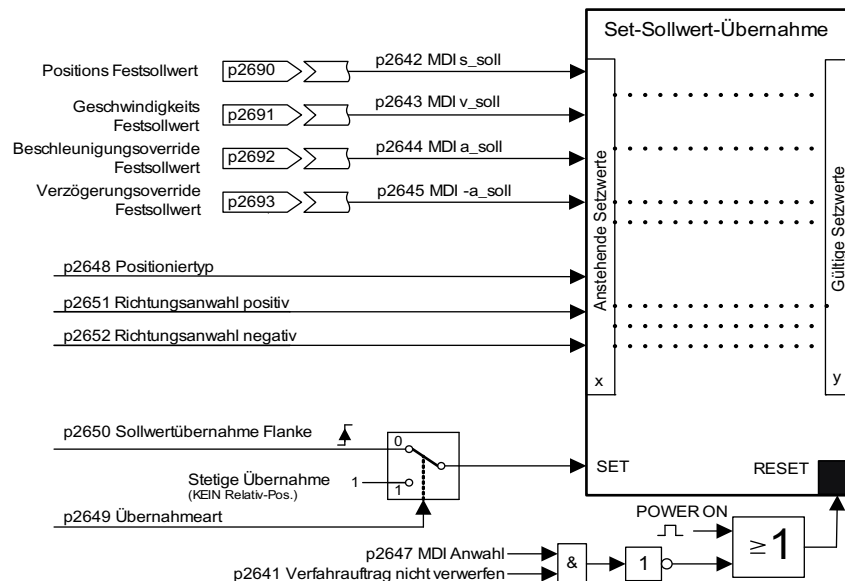 Set-Sollwert-Übernahme
Positions Festsollwert
p2690
p2642 MDI s_soll
Geschwindigkeits
Festsollwert
p2691
p2643 MDI v_soll
Beschleunigungsoverride
Festsollwert
p2692
p2644 MDI a_soll
Verzögerungsoverride
Festsollwert
p2693
p2645 MDI -a_soll
Anstehende Setzwerte
Gültige Setzwerte
p2648 Positioniertyp
p2651 Richtungsanwahl positiv
p2652 Richtungsanwahl negativ
x
y
p2650 Sollwertübernahme Flanke
0
Stetige Übernahme
(KEIN Relativ-Pos.)
1
1
SET
RESET
p2649 Übernahmeart
POWER ON
≥1
p2647 MDI Anwahl
p2641 Verfahrauftrag nicht verwerfen
&
1